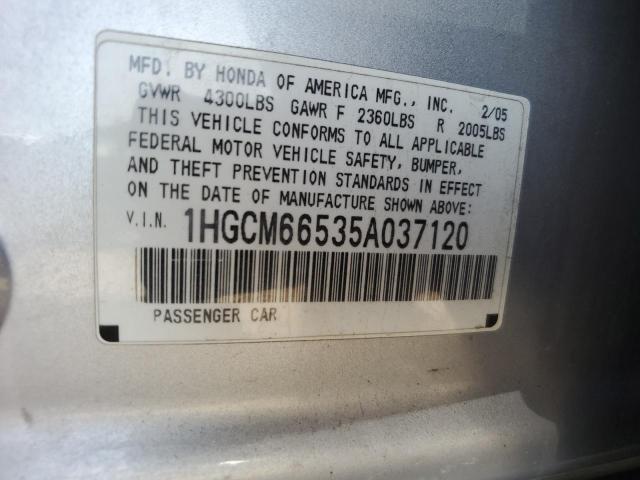 MFD. BY HONDA OF AMERICA MFG., INC. 2/05
GVWR 4300LBS GAWR F 2360LBS R 2005LBS
THIS VEHICLE CONFORMS TO ALL APPLICABLE
FEDERAL MOTOR VEHICLE SAFETY, BUMPER,
AND THEFT PREVENTION STANDARDS IN EFFECT
ON THE DATE OF MANUFACTURE SHOWN ABOVE:
V.I.N. 1HGCM66535A037120
PASSENGER CAR